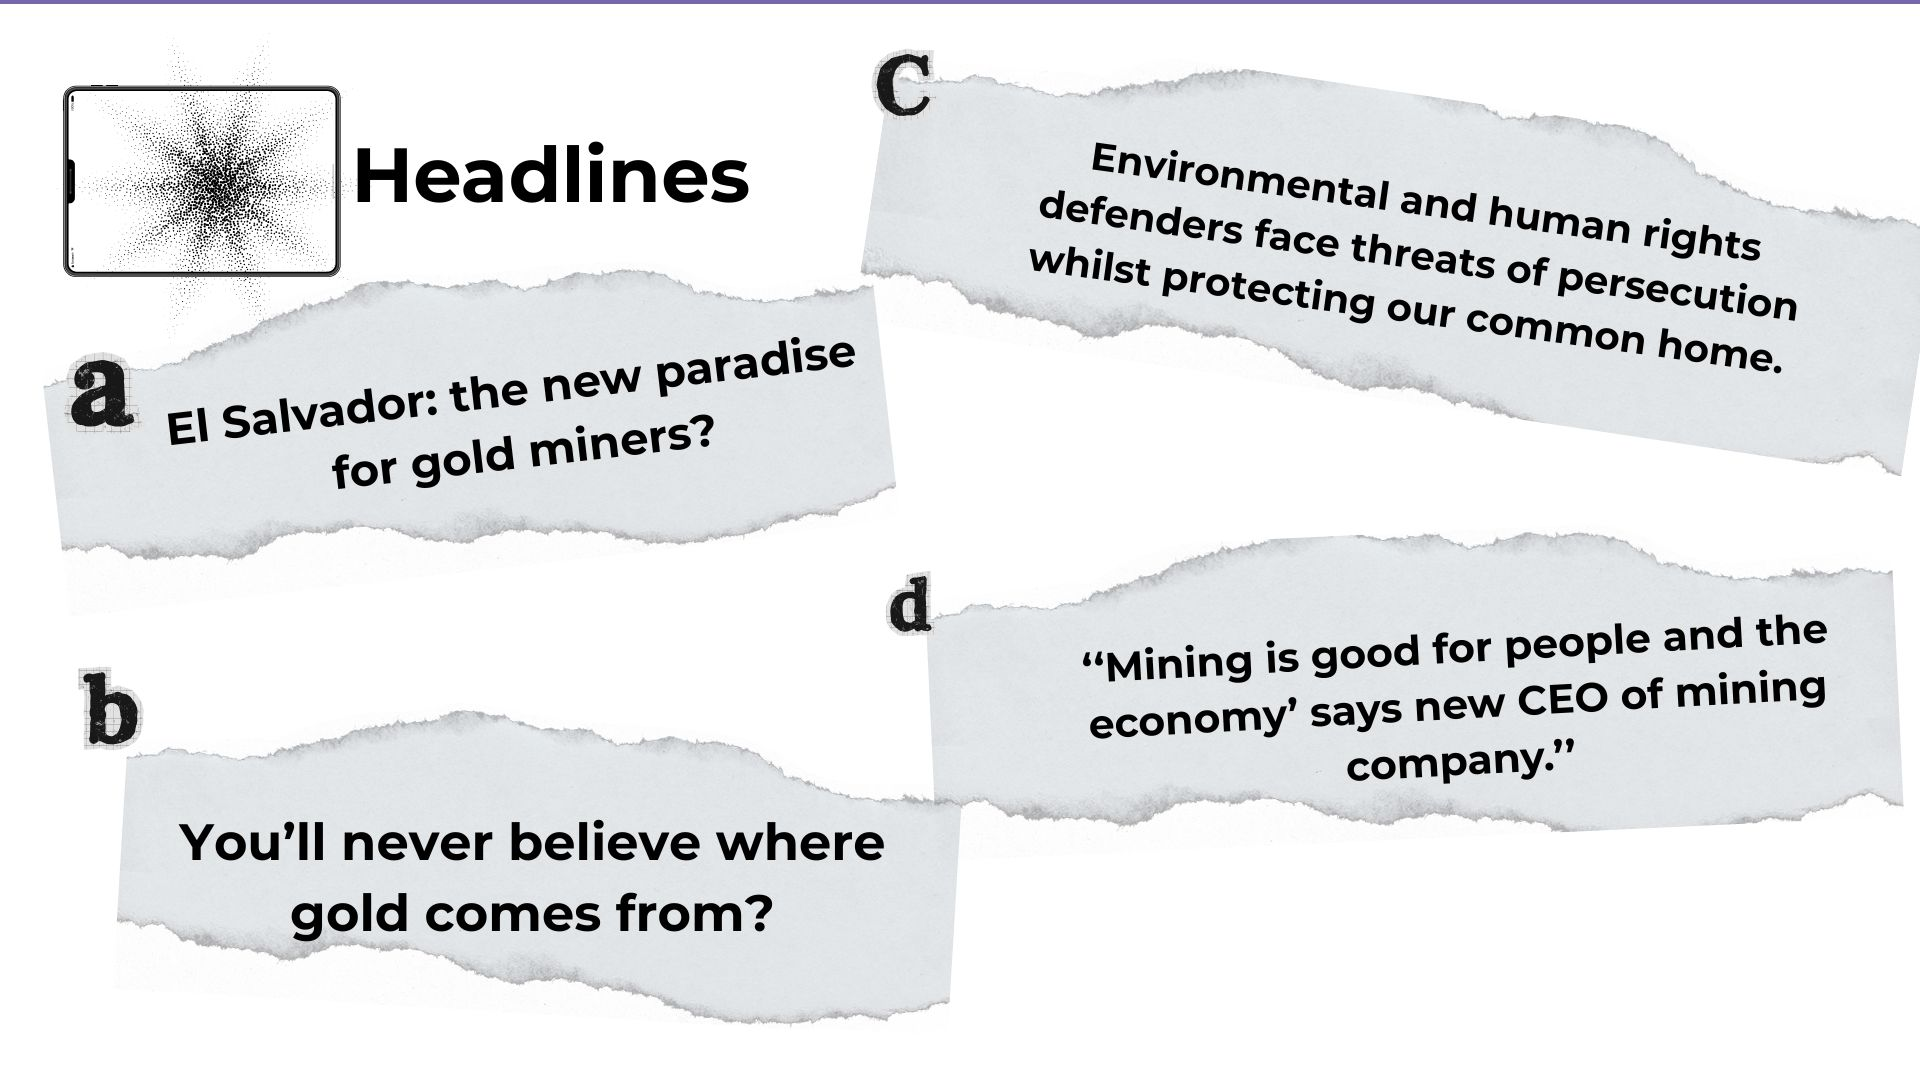 Headlines
a
El Salvador: the new paradise
for gold miners?
b
You’ll never believe where
gold comes from?
c
Environmental and human rights
defenders face threats of persecution
whilst protecting our common home.
d
“Mining is good for people and the
economy’ says new CEO of mining
company.”